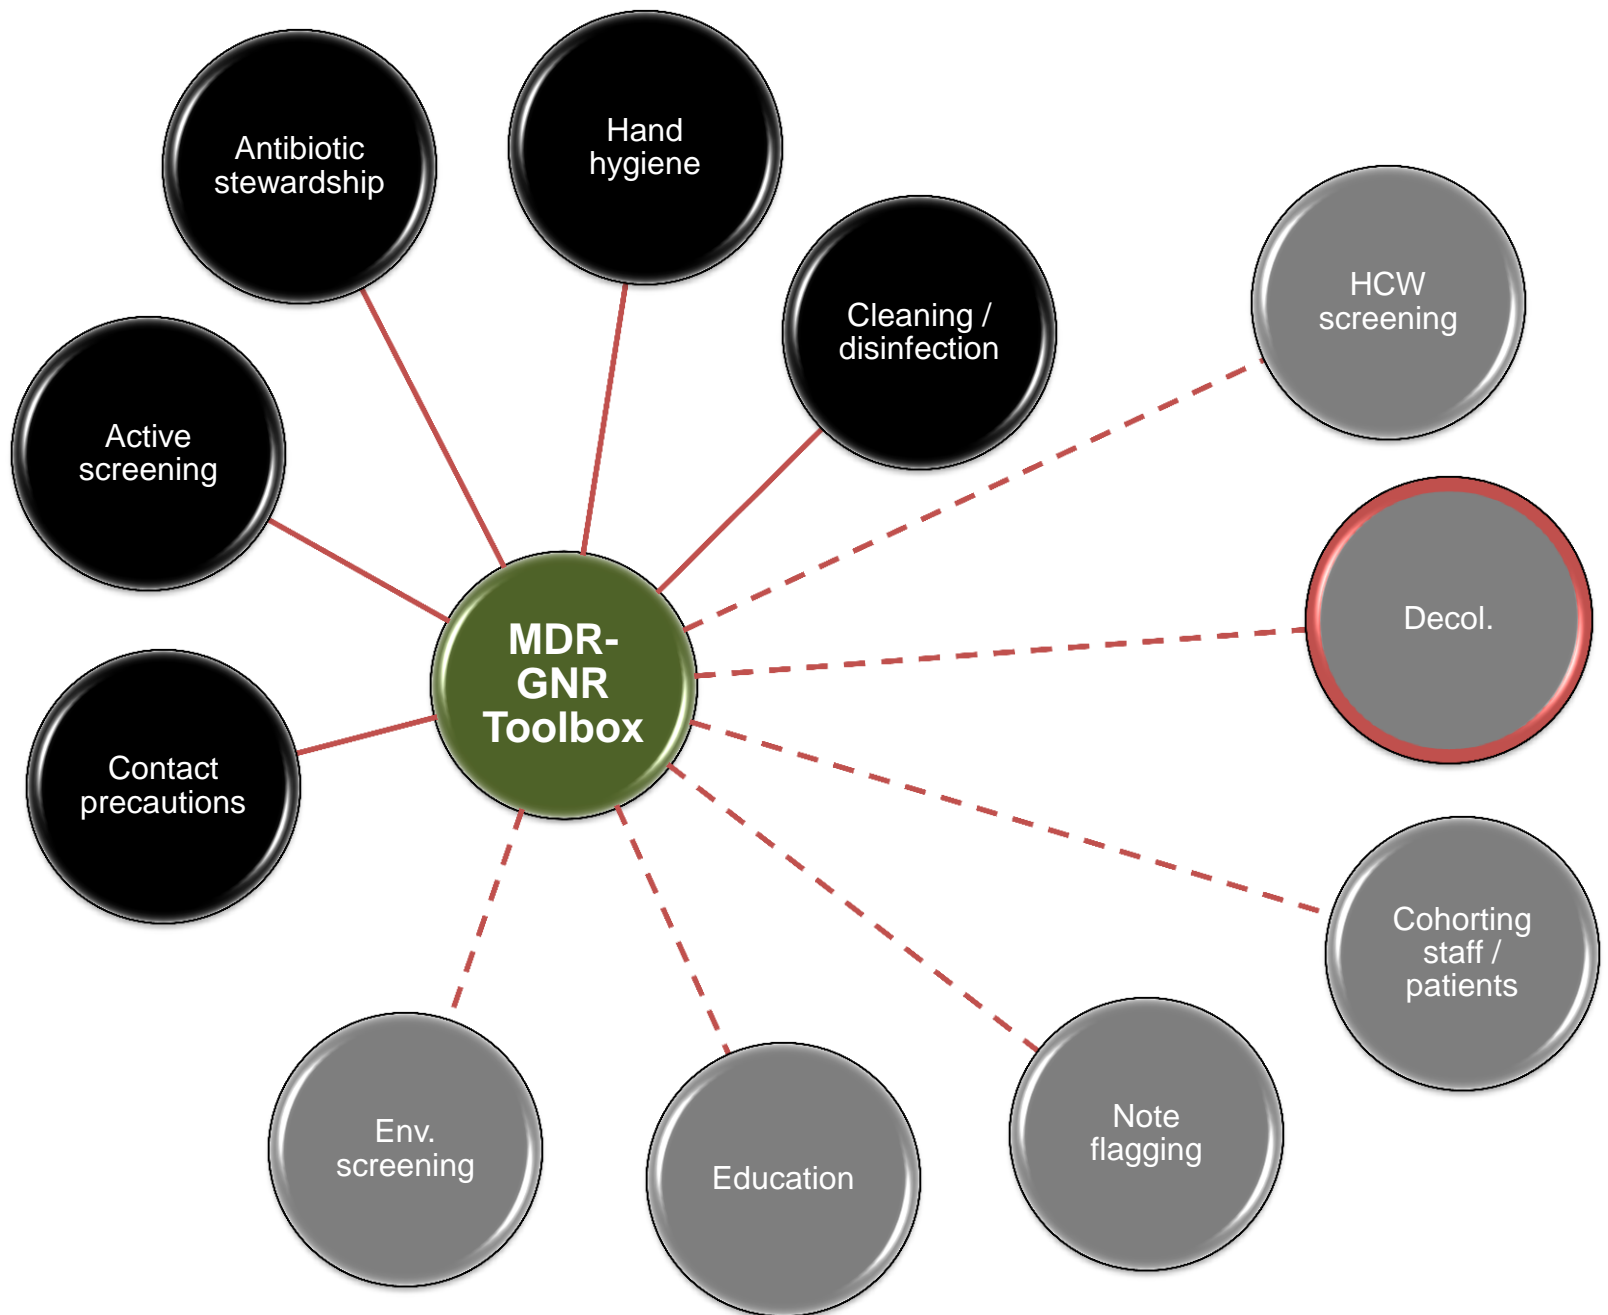 Hand
hygiene
Antibiotic
stewardship
HCW
screening
Cleaning /
disinfection
Active
screening
Decol.
MDR-
GNR
Toolbox
Contact
precautions
Cohorting
staff /
patients
Note
flagging
Env.
screening
Education